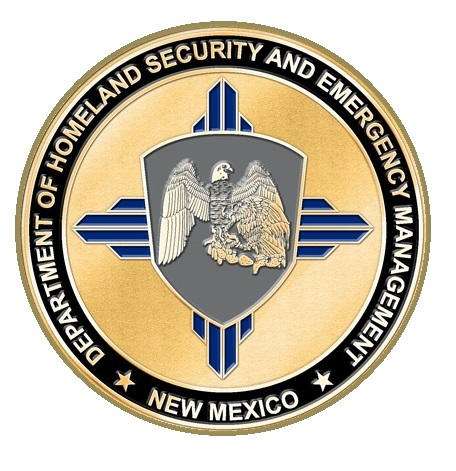 DEPARTMENT OF HOMELAND SECURITY AND EMERGENCY MANAGEMENT
NEW MEXICO